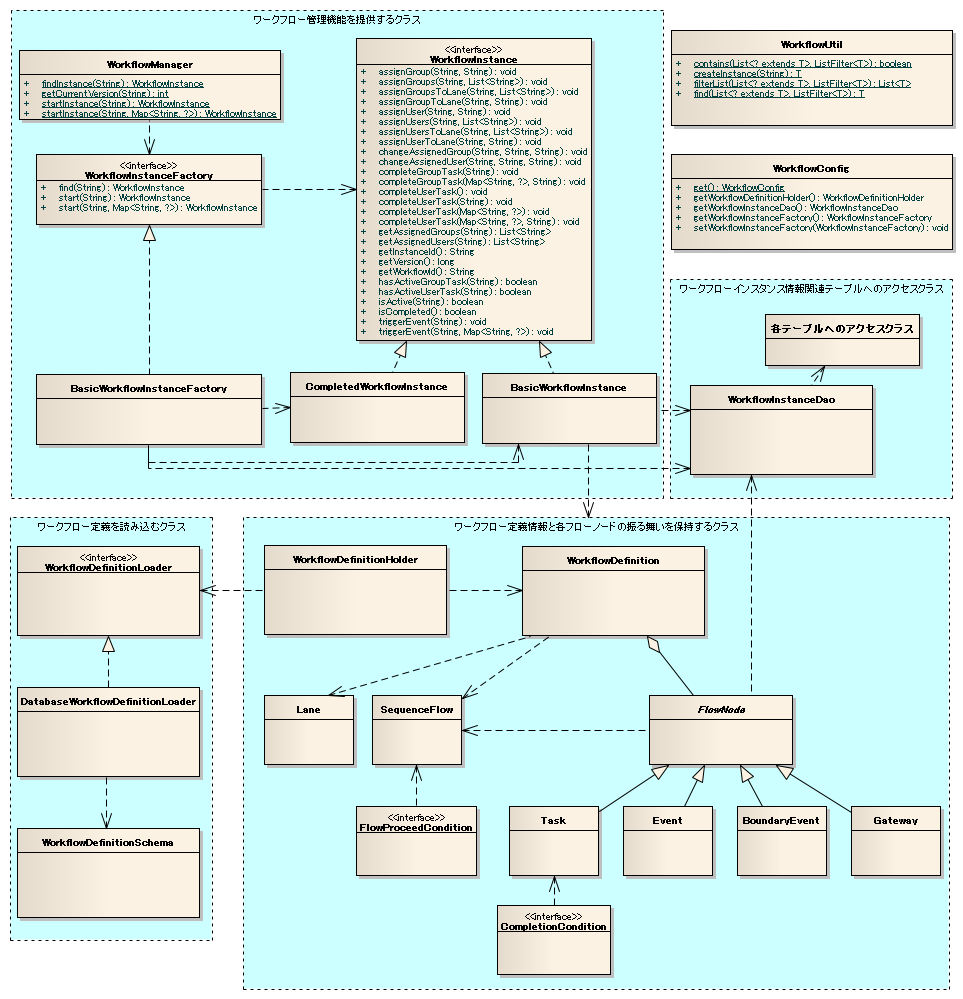 ワークフロー管理機能を提供するクラス
WorkflowManager
+ findInstance(String) : WorkflowInstance
+ getCurrentVersion(String) : int
+ startInstance(String) : WorkflowInstance
+ startInstance(String, Map<String, ?>) : WorkflowInstance
<<interface>>
WorkflowInstance
+ assignGroup(String, String) : void
+ assignGroups(String, List<String>) : void
+ assignGroupsToLane(String, List<String>) : void
+ assignGroupToLane(String, String) : void
+ assignUser(String, String) : void
+ assignUsers(String, List<String>) : void
+ assignUsersToLane(String, List<String>) : void
+ assignUserToLane(String, String) : void
+ changeAssignedGroup(String, String, String) : void
+ changeAssignedUser(String, String, String) : void
+ completeGroupTask(String) : void
+ completeGroupTask(Map<String, ?>, String) : void
+ completeUserTask() : void
+ completeUserTask(String) : void
+ completeUserTask(Map<String, ?>) : void
+ completeUserTask(Map<String, ?>, String) : void
+ getAssignedGroups(String) : List<String>
+ getAssignedUsers(String) : List<String>
+ getInstanceId() : String
+ getVersion() : long
+ getWorkflowId() : String
+ hasActiveGroupTask(String) : boolean
+ hasActiveUserTask(String) : boolean
+ isActive(String) : boolean
+ isCompleted() : boolean
+ triggerEvent(String) : void
+ triggerEvent(String, Map<String, ?>) : void
WorkflowUtil
+ contains(List<? extends T>, ListFilter<T>) : boolean
+ createInstance(String) : T
+ filterList(List<? extends T>, ListFilter<T>) : List<T>
+ find(List<? extends T>, ListFilter<T>) : T
<<interface>>
WorkflowInstanceFactory
+ find(String) : WorkflowInstance
+ start(String) : WorkflowInstance
+ start(String, Map<String, ?>) : WorkflowInstance
WorkflowConfig
+ get() : WorkflowConfig
+ getWorkflowDefinitionHolder() : WorkflowDefinitionHolder
+ getWorkflowInstanceDao() : WorkflowInstanceDao
+ getWorkflowInstanceFactory() : WorkflowInstanceFactory
+ setWorkflowInstanceFactory(WorkflowInstanceFactory) : void
ワークフローインスタンス情報関連テーブルへのアクセスクラス
各テーブルへのアクセスクラス
BasicWorkflowInstanceFactory
CompletedWorkflowInstance
BasicWorkflowInstance
WorkflowInstanceDao
ワークフロー定義を読み込むクラス
ワークフロー定義情報と各フローノードの振る舞いを保持するクラス
<<interface>>
WorkflowDefinitionLoader
WorkflowDefinitionHolder
WorkflowDefinition
DatabaseWorkflowDefinitionLoader
Lane
SequenceFlow
FlowNode
<<interface>>
FlowProceedCondition
Task
Event
BoundaryEvent
Gateway
WorkflowDefinitionSchema
<<interface>>
CompletionCondition